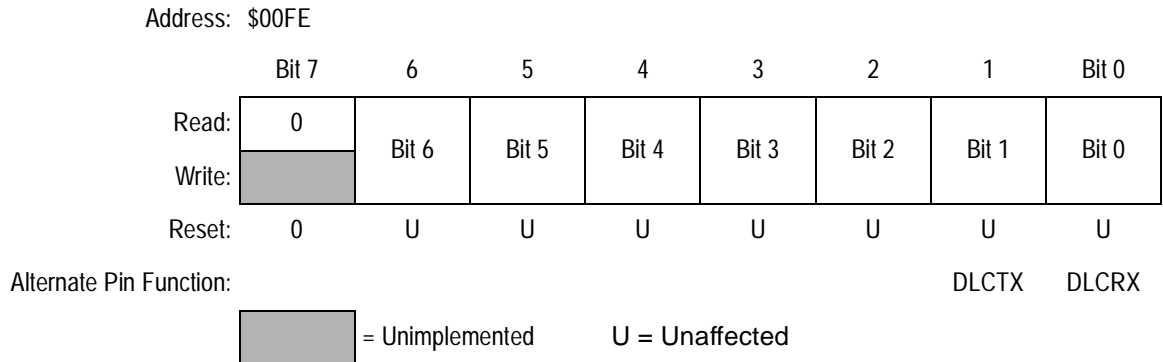 Address: $00FE
Bit 7 6 5 4 3 2 1 Bit 0
Read: 0
Bit 6 Bit 5 Bit 4 Bit 3 Bit 2 Bit 1 Bit 0
Write:
Reset: 0 U U U U U U U
Alternate Pin Function: DLCTX DLCRX
= Unimplemented U = Unaffected